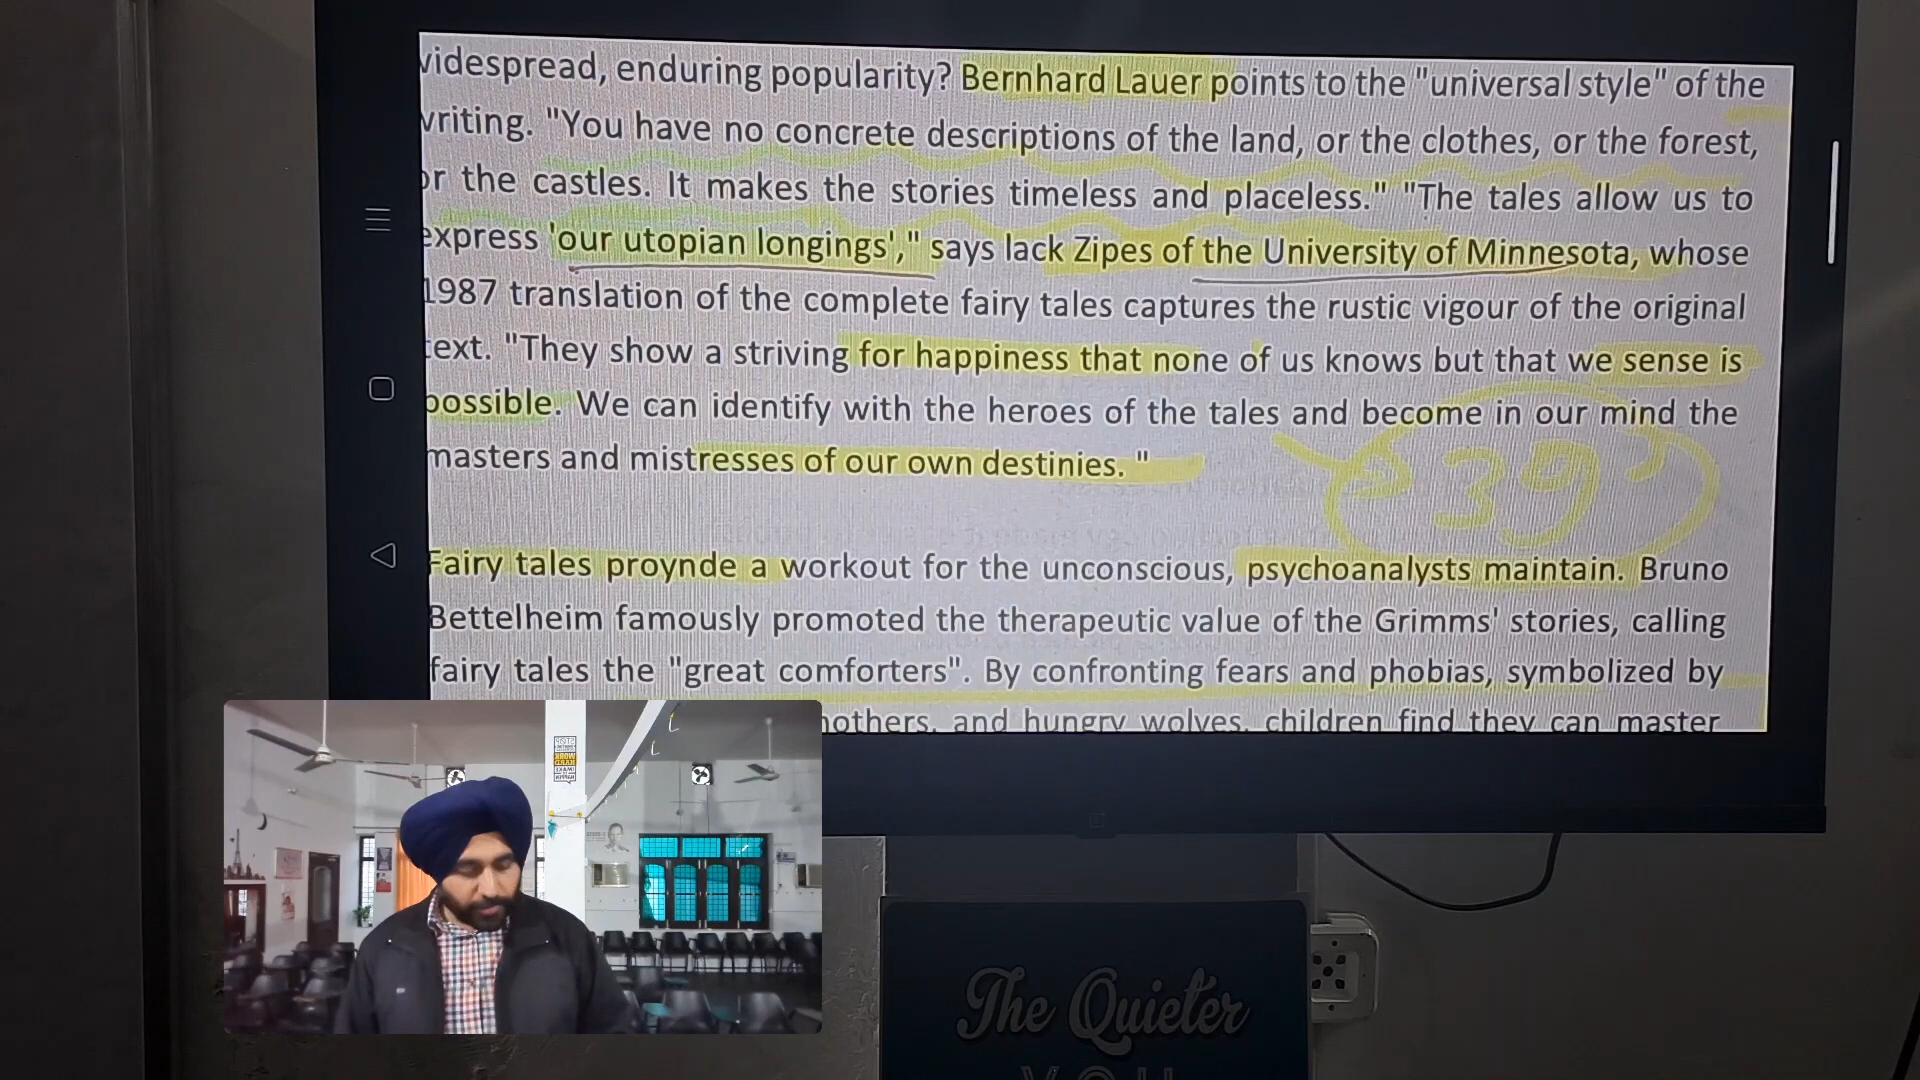 widespread, enduring popularity? Bernhard Lauer points to the "universal style" of the
writing. "You have no concrete descriptions of the land, or the clothes, or the forest,
or the castles. It makes the stories timeless and placeless." "The tales allow us to
express 'our utopian longings'," says lack Zipes of the University of Minnesota, whose
1987 translation of the complete fairy tales captures the rustic vigour of the original
text. "They show a striving for happiness that none of us knows but that we sense is
possible. We can identify with the heroes of the tales and become in our mind the
masters and mistresses of our own destinies. "
39
Fairy tales proynde a workout for the unconscious, psychoanalysts maintain. Bruno
Bettelheim famously promoted the therapeutic value of the Grimms' stories, calling
fairy tales the "great comforters". By confronting fears and phobias, symbolized by
mothers, and hungry wolves, children find they can master
The Quieter
YOU